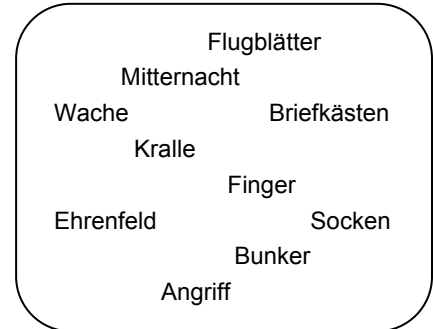 Flugblätter
Mitternacht
Wache Briefkästen
Kralle
Finger
Ehrenfeld Socken
Bunker
Angriff